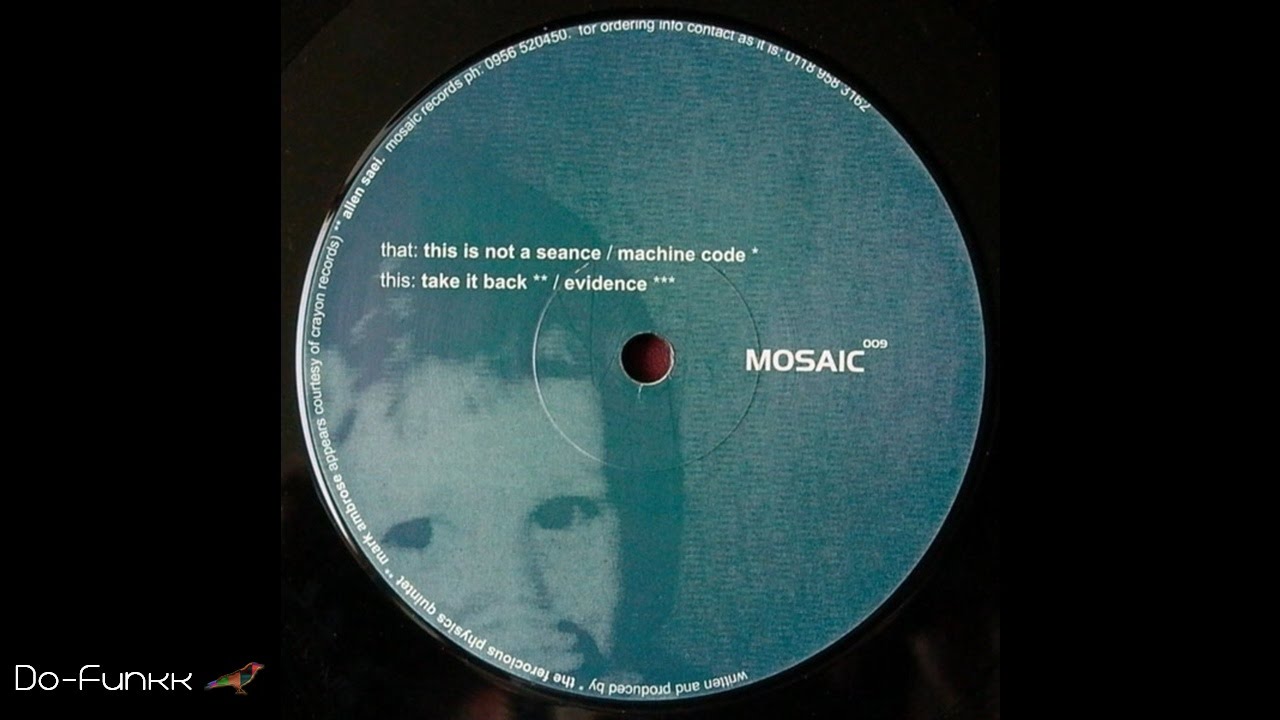 written and produced by * the ferocious physics quintet ** mark ambrose appears courtesy of crayon records) ** allen saei. mosaic records ph: 0956 520450. for ordering info contact as it is: 0118 958 3162
that: this is not a seance / machine code *
this: take it back ** / evidence ***
MOSAIC 009
Do-Funkk